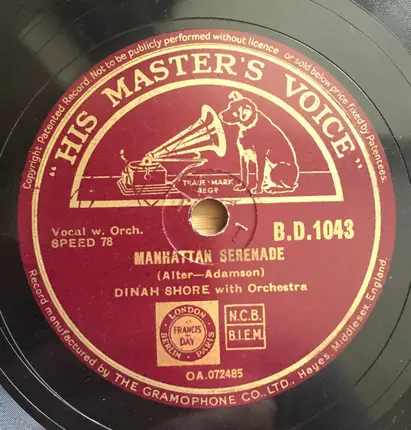 Copyright. Patented Record. Not to be publicly performed without licence or sold below price fixed by Patentees.
"HIS MASTER'S VOICE"
TRADE-MARK
REGD
Vocal w. Orch.
SPEED 78
B.D.1043
MANHATTAN SERENADE
(Alter—Adamson)
DINAH SHORE with Orchestra
LONDON
FRANCIS
DAY
BERLIN
PARIS
N.C.B.
B.I.E.M.
OA.072485
Record manufactured by THE GRAMOPHONE CO.,LTD. Hayes, Middlesex, England.